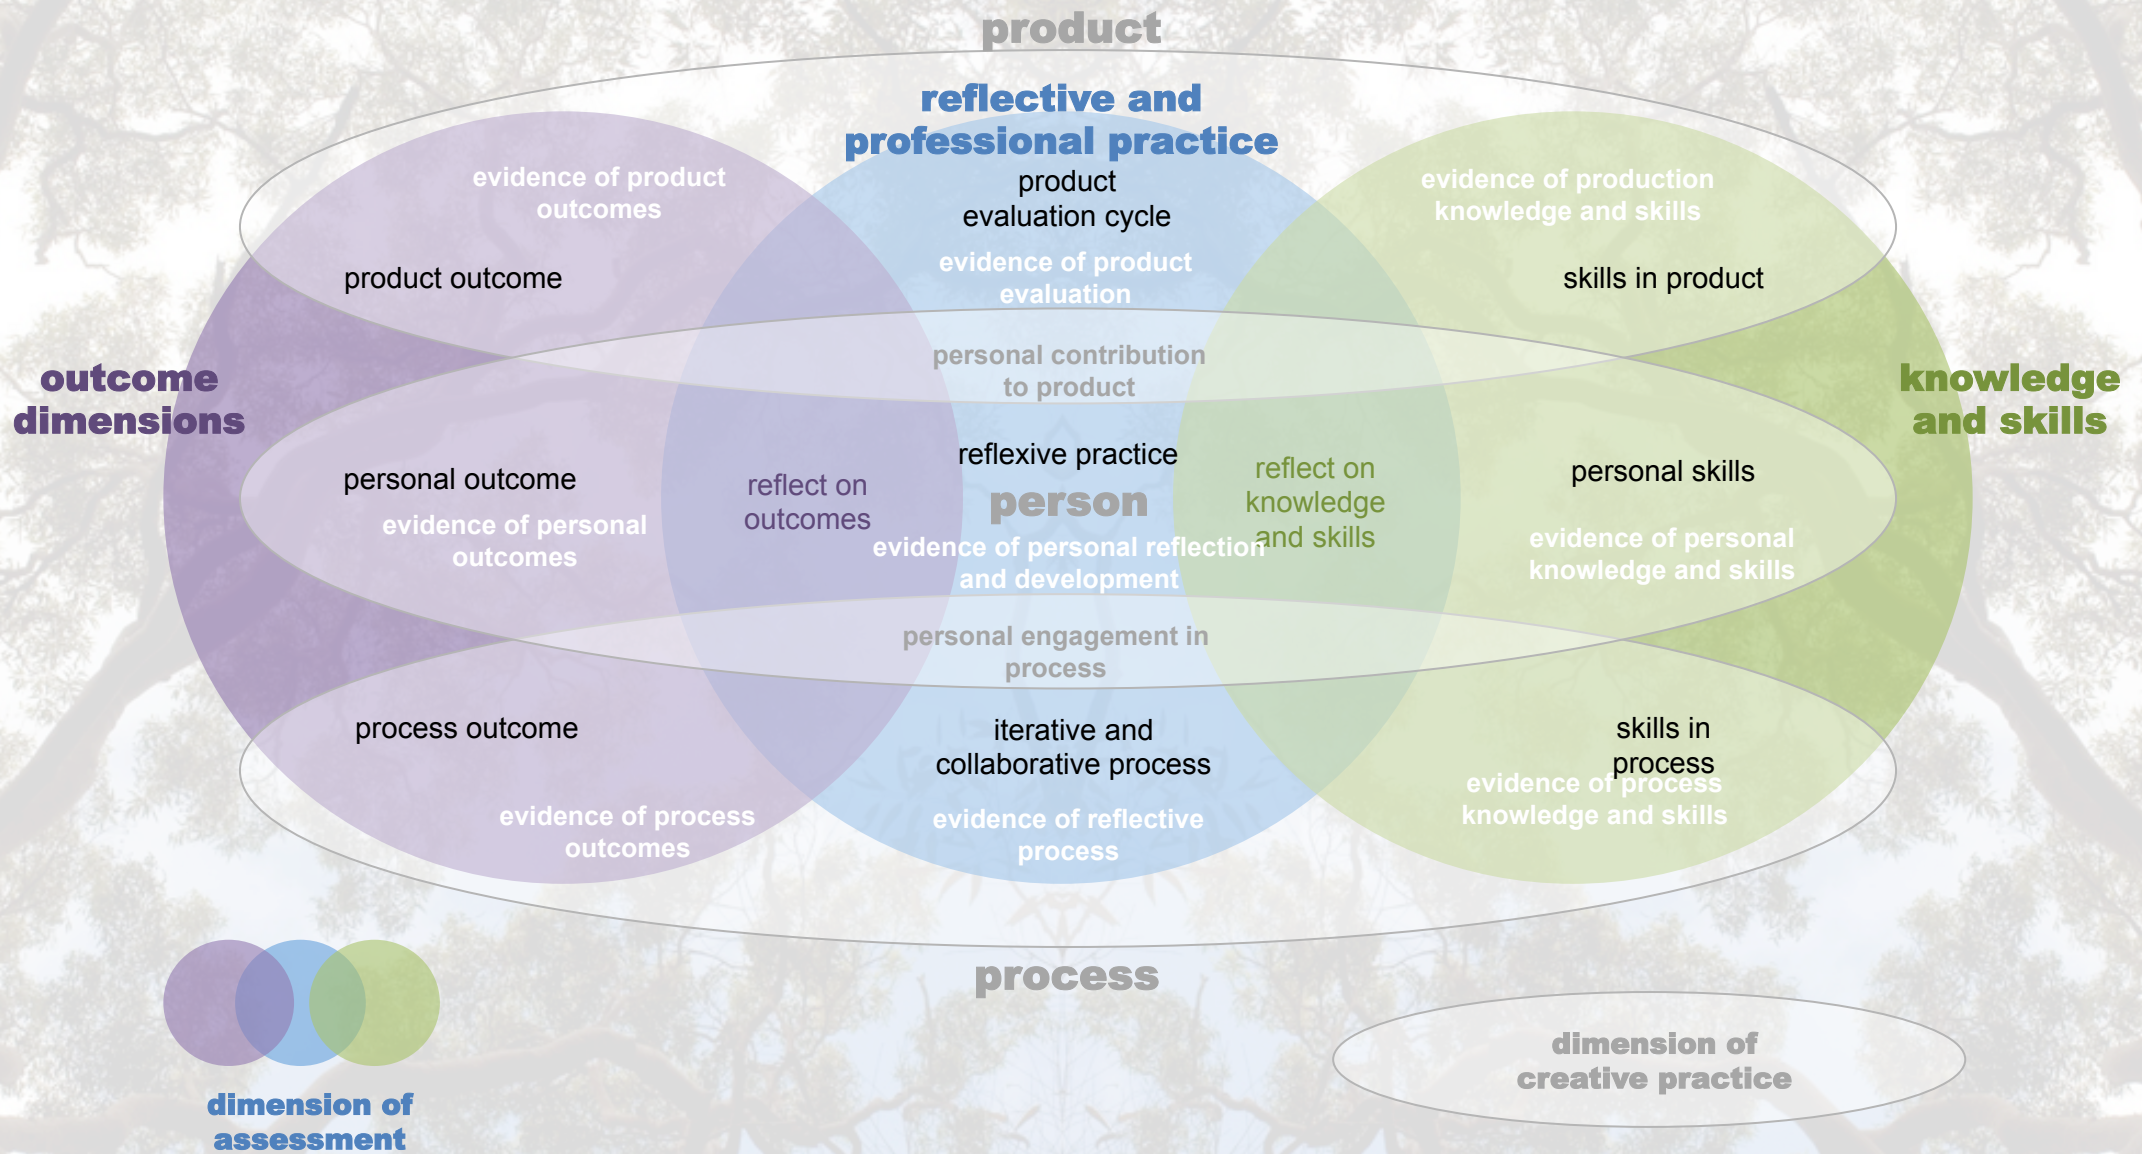 product
reflective and
professional practice
evidence of product
outcomes
product
evaluation cycle
evidence of production
knowledge and skills
product outcome
evidence of product
evaluation
skills in product
outcome
dimensions
personal contribution
to product
knowledge
and skills
personal outcome
evidence of personal
outcomes
reflect on
outcomes
reflexive practice
person
evidence of personal reflection
and development
reflect on
knowledge
and skills
personal skills
evidence of personal
knowledge and skills
personal engagement in
process
process outcome
iterative and
collaborative process
skills in
process
evidence of process
knowledge and skills
evidence of process
outcomes
evidence of reflective
process
process
dimension of
assessment
dimension of
creative practice